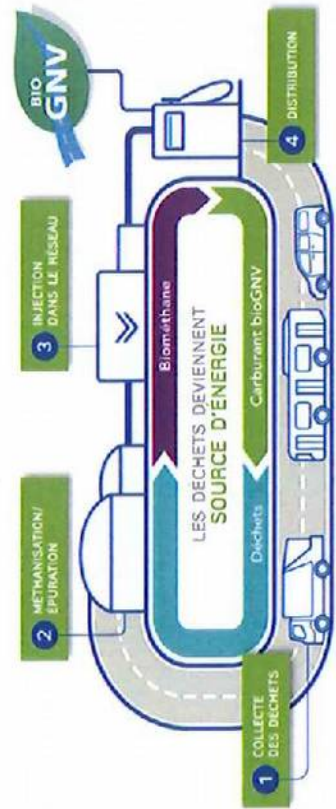 BIO
GNV
1
COLLECTE
DES DÉCHETS
2
MÉTHANISATION/
ÉPURATION
3
INJECTION
DANS LE RÉSEAU
4
DISTRIBUTION
LES DÉCHETS DEVIENNENT
SOURCE D'ÉNERGIE
Déchets
Biométhane
Carburant bioGNV